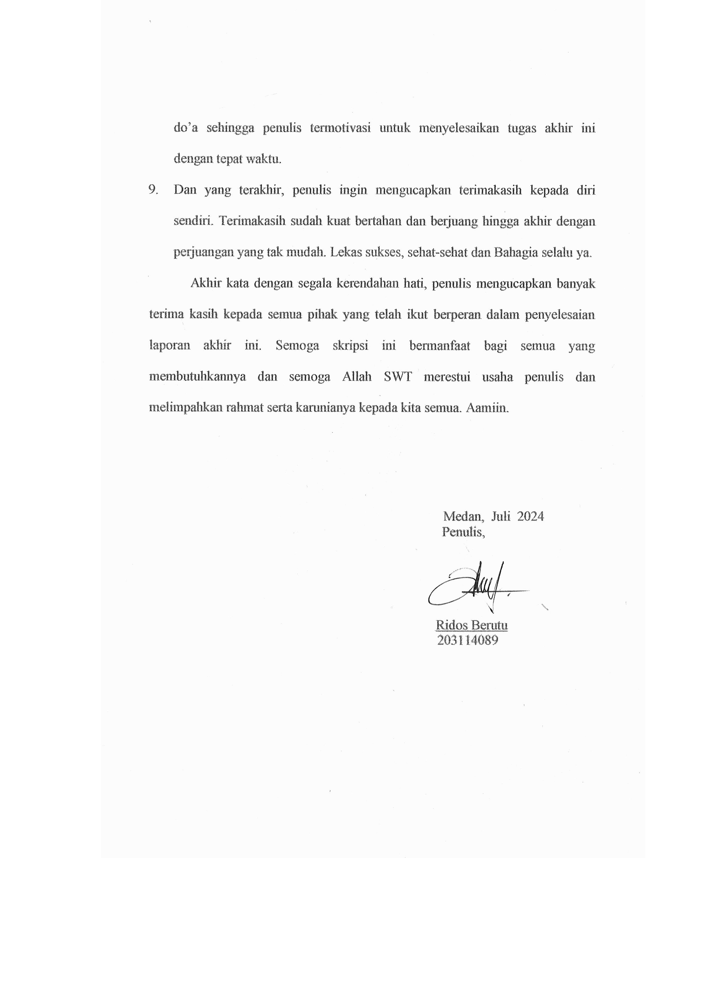 do’a sehingga penulis termotivasi untuk menyelesaikan tugas akhir ini
dengan tepat waktu.
9. Dan yang terakhir, penulis ingin mengucapkan terimakasih kepada diri
sendiri. Terimakasih sudah kuat bertahan dan berjuang hingga akhir dengan
perjuangan yang tak mudah. Lekas sukses, sehat-sehat dan Bahagia selalu ya.
Akhir kata dengan segala kerendahan hati, penulis mengucapkan banyak
terima kasih kepada semua pihak yang telah ikut berperan dalam penyelesaian
laporan akhir ini. Semoga skripsi ini bermanfaat bagi semua yang
membutuhkannya dan semoga Allah SWT merestui usaha penulis dan
melimpahkan rahmat serta karunianya kepada kita semua. Aamiin.
Medan, Juli 2024
Penulis,
Ridos Berutu
203114089